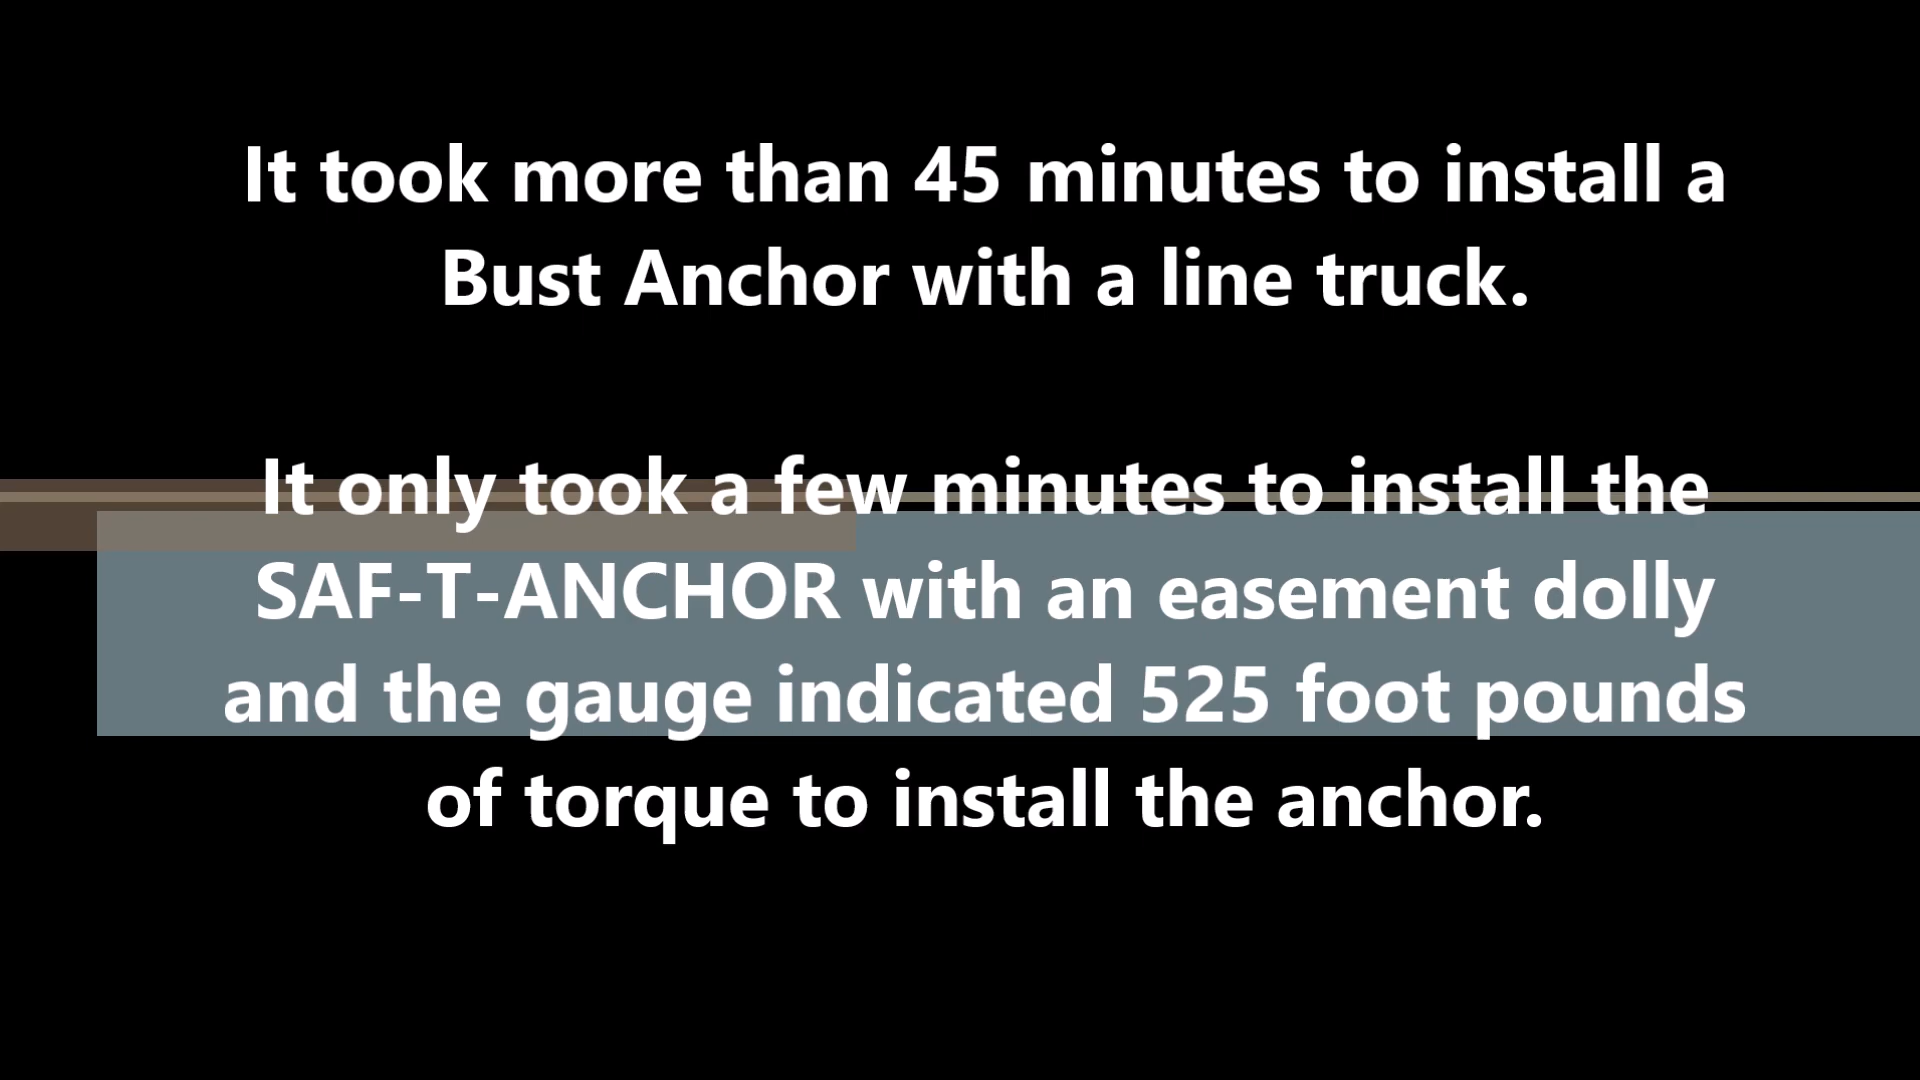 It took more than 45 minutes to install a
Bust Anchor with a line truck.
It only took a few minutes to install the
SAF-T-ANCHOR with an easement dolly
and the gauge indicated 525 foot pounds
of torque to install the anchor.